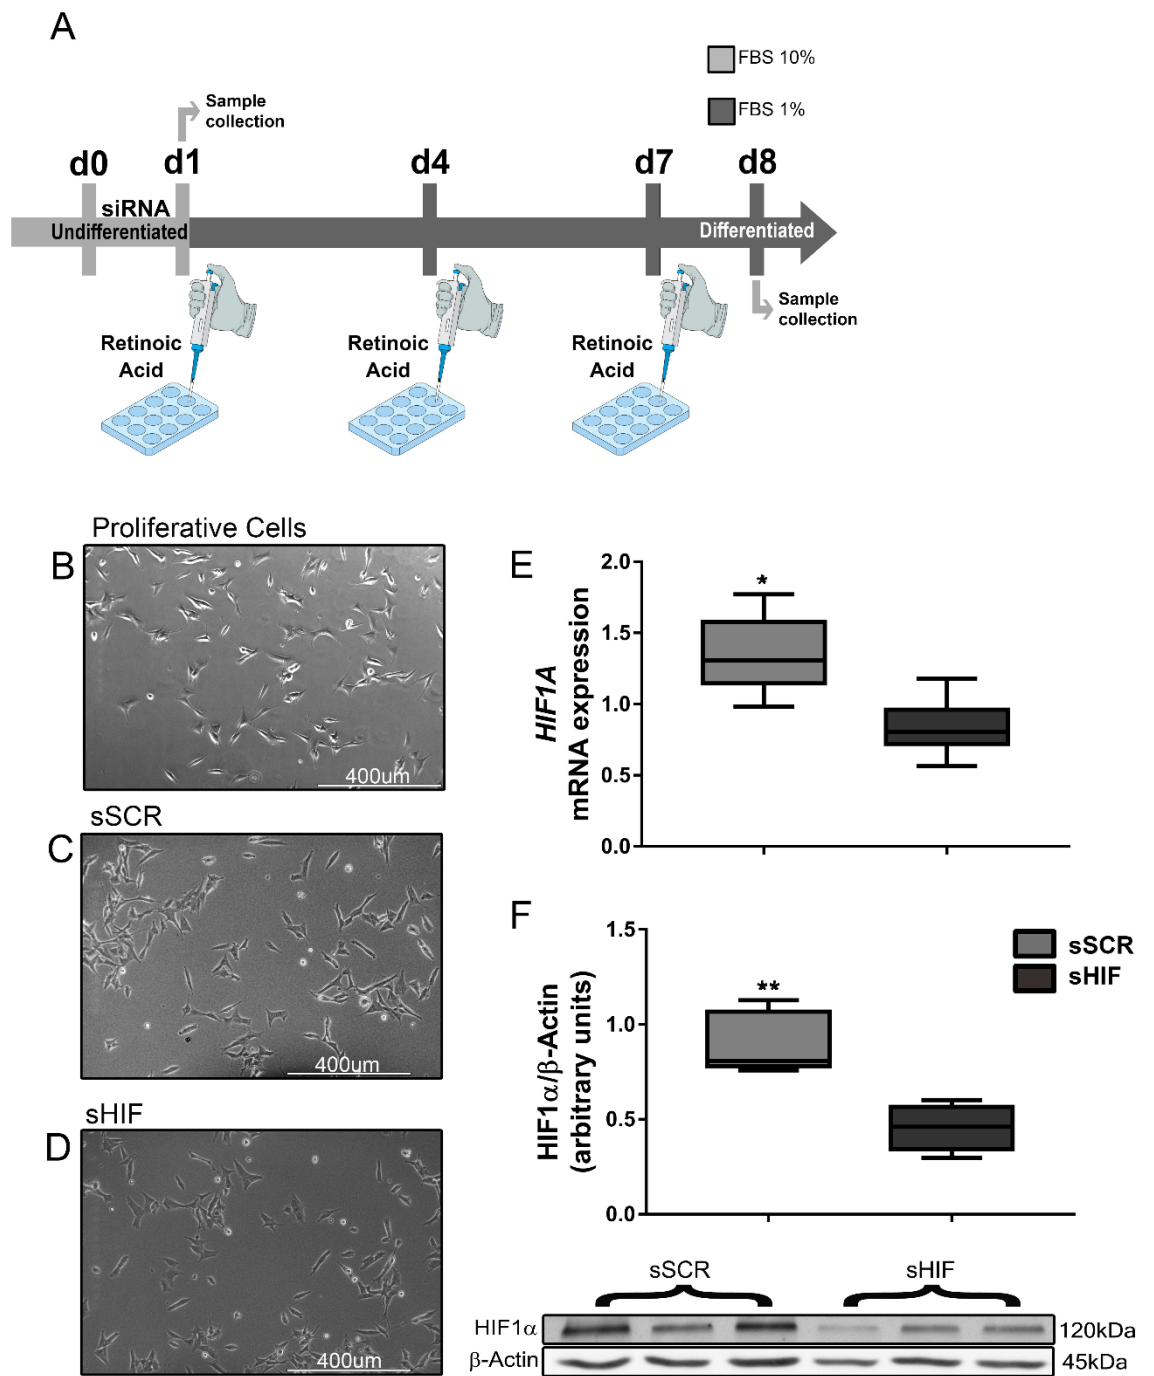 A
FBS 10%
FBS 1%
Sample
collection
d0
d1
d4
d7
d8
siRNA
Undifferentiated
Differentiated
Sample
collection
Retinoic
Acid
Retinoic
Acid
Retinoic
Acid
Proliferative Cells
B
400um
sSCR
C
400um
sHIF
D
400um
E
HIF1A
mRNA expression
2.0
1.5
1.0
0.5
0.0
*
F
HIF1α/β-Actin
(arbitrary units)
1.5
1.0
0.5
0.0
**
sSCR
sHIF
sSCR
sHIF
HIF1α
120kDa
β-Actin
45kDa